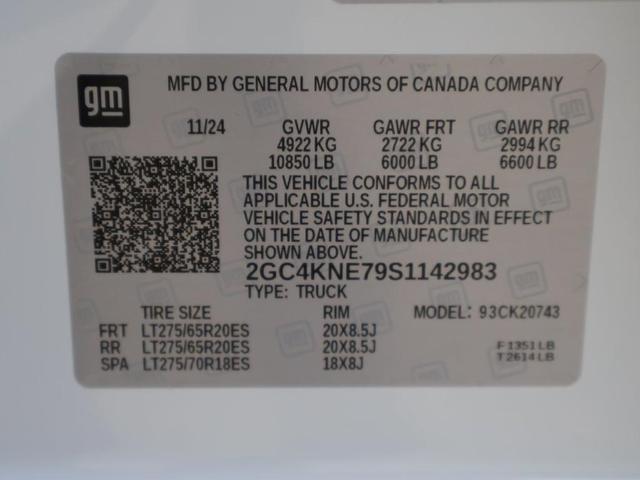 gm
MFD BY GENERAL MOTORS OF CANADA COMPANY
11/24 GVWR GAWR FRT GAWR RR
4922 KG 2722 KG 2994 KG
10850 LB 6000 LB 6600 LB
THIS VEHICLE CONFORMS TO ALL
APPLICABLE U.S. FEDERAL MOTOR
VEHICLE SAFETY STANDARDS IN EFFECT
ON THE DATE OF MANUFACTURE
SHOWN ABOVE.
2GC4KNE79S1142983
TYPE: TRUCK
TIRE SIZE RIM MODEL: 93CK20743
FRT LT275/65R20ES 20X8.5J
RR LT275/65R20ES 20X8.5J F1351LB
SPA LT275/70R18ES 18X8J T2614LB